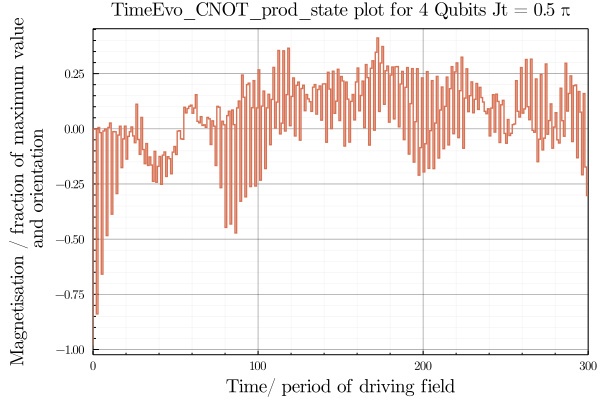 TimeEvo_CNOT_prod_state plot for 4 Qubits Jt = 0.5 π
Magnetisation / fraction of maximum value
and orientation
0.25
0.00
−0.25
−0.50
−0.75
−1.00
0
100
200
300
Time/ period of driving field